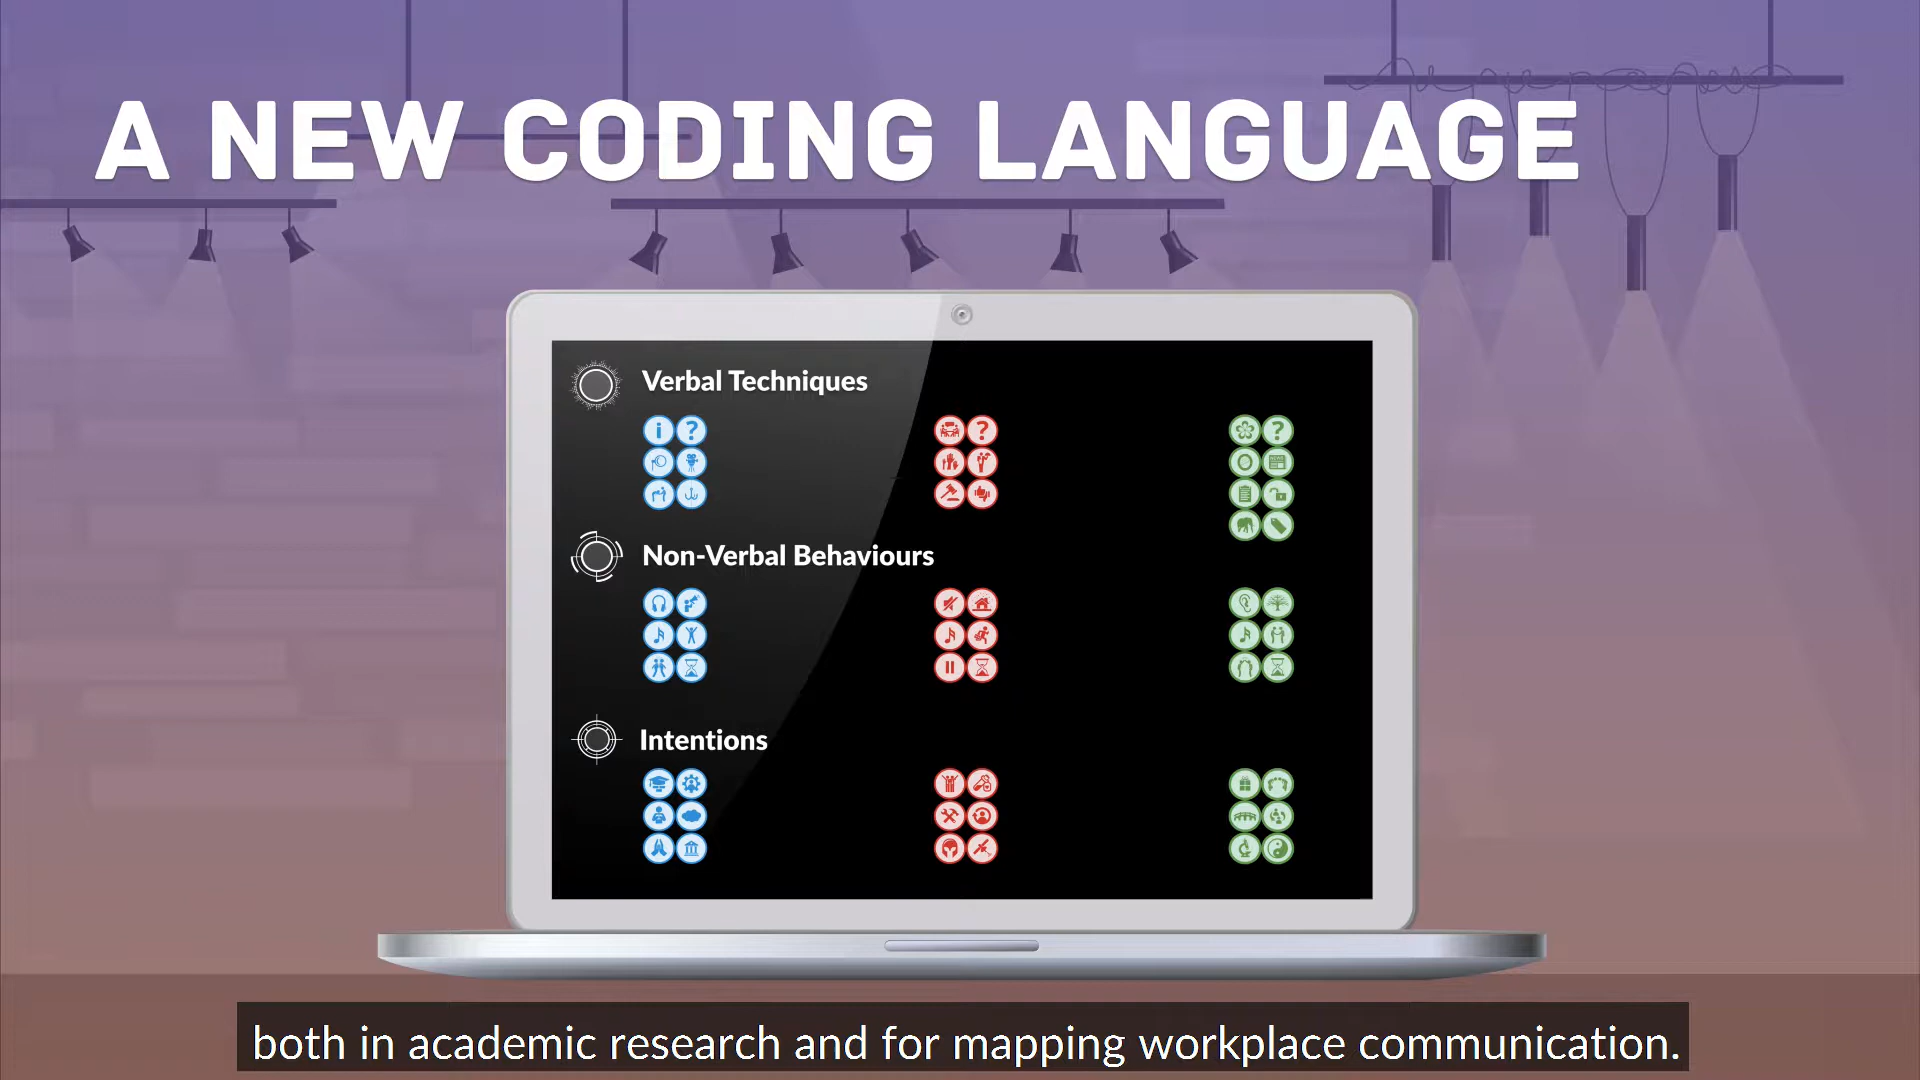 A NEW CODING LANGUAGE
Verbal Techniques
Non-Verbal Behaviours
Intentions
both in academic research and for mapping workplace communication.